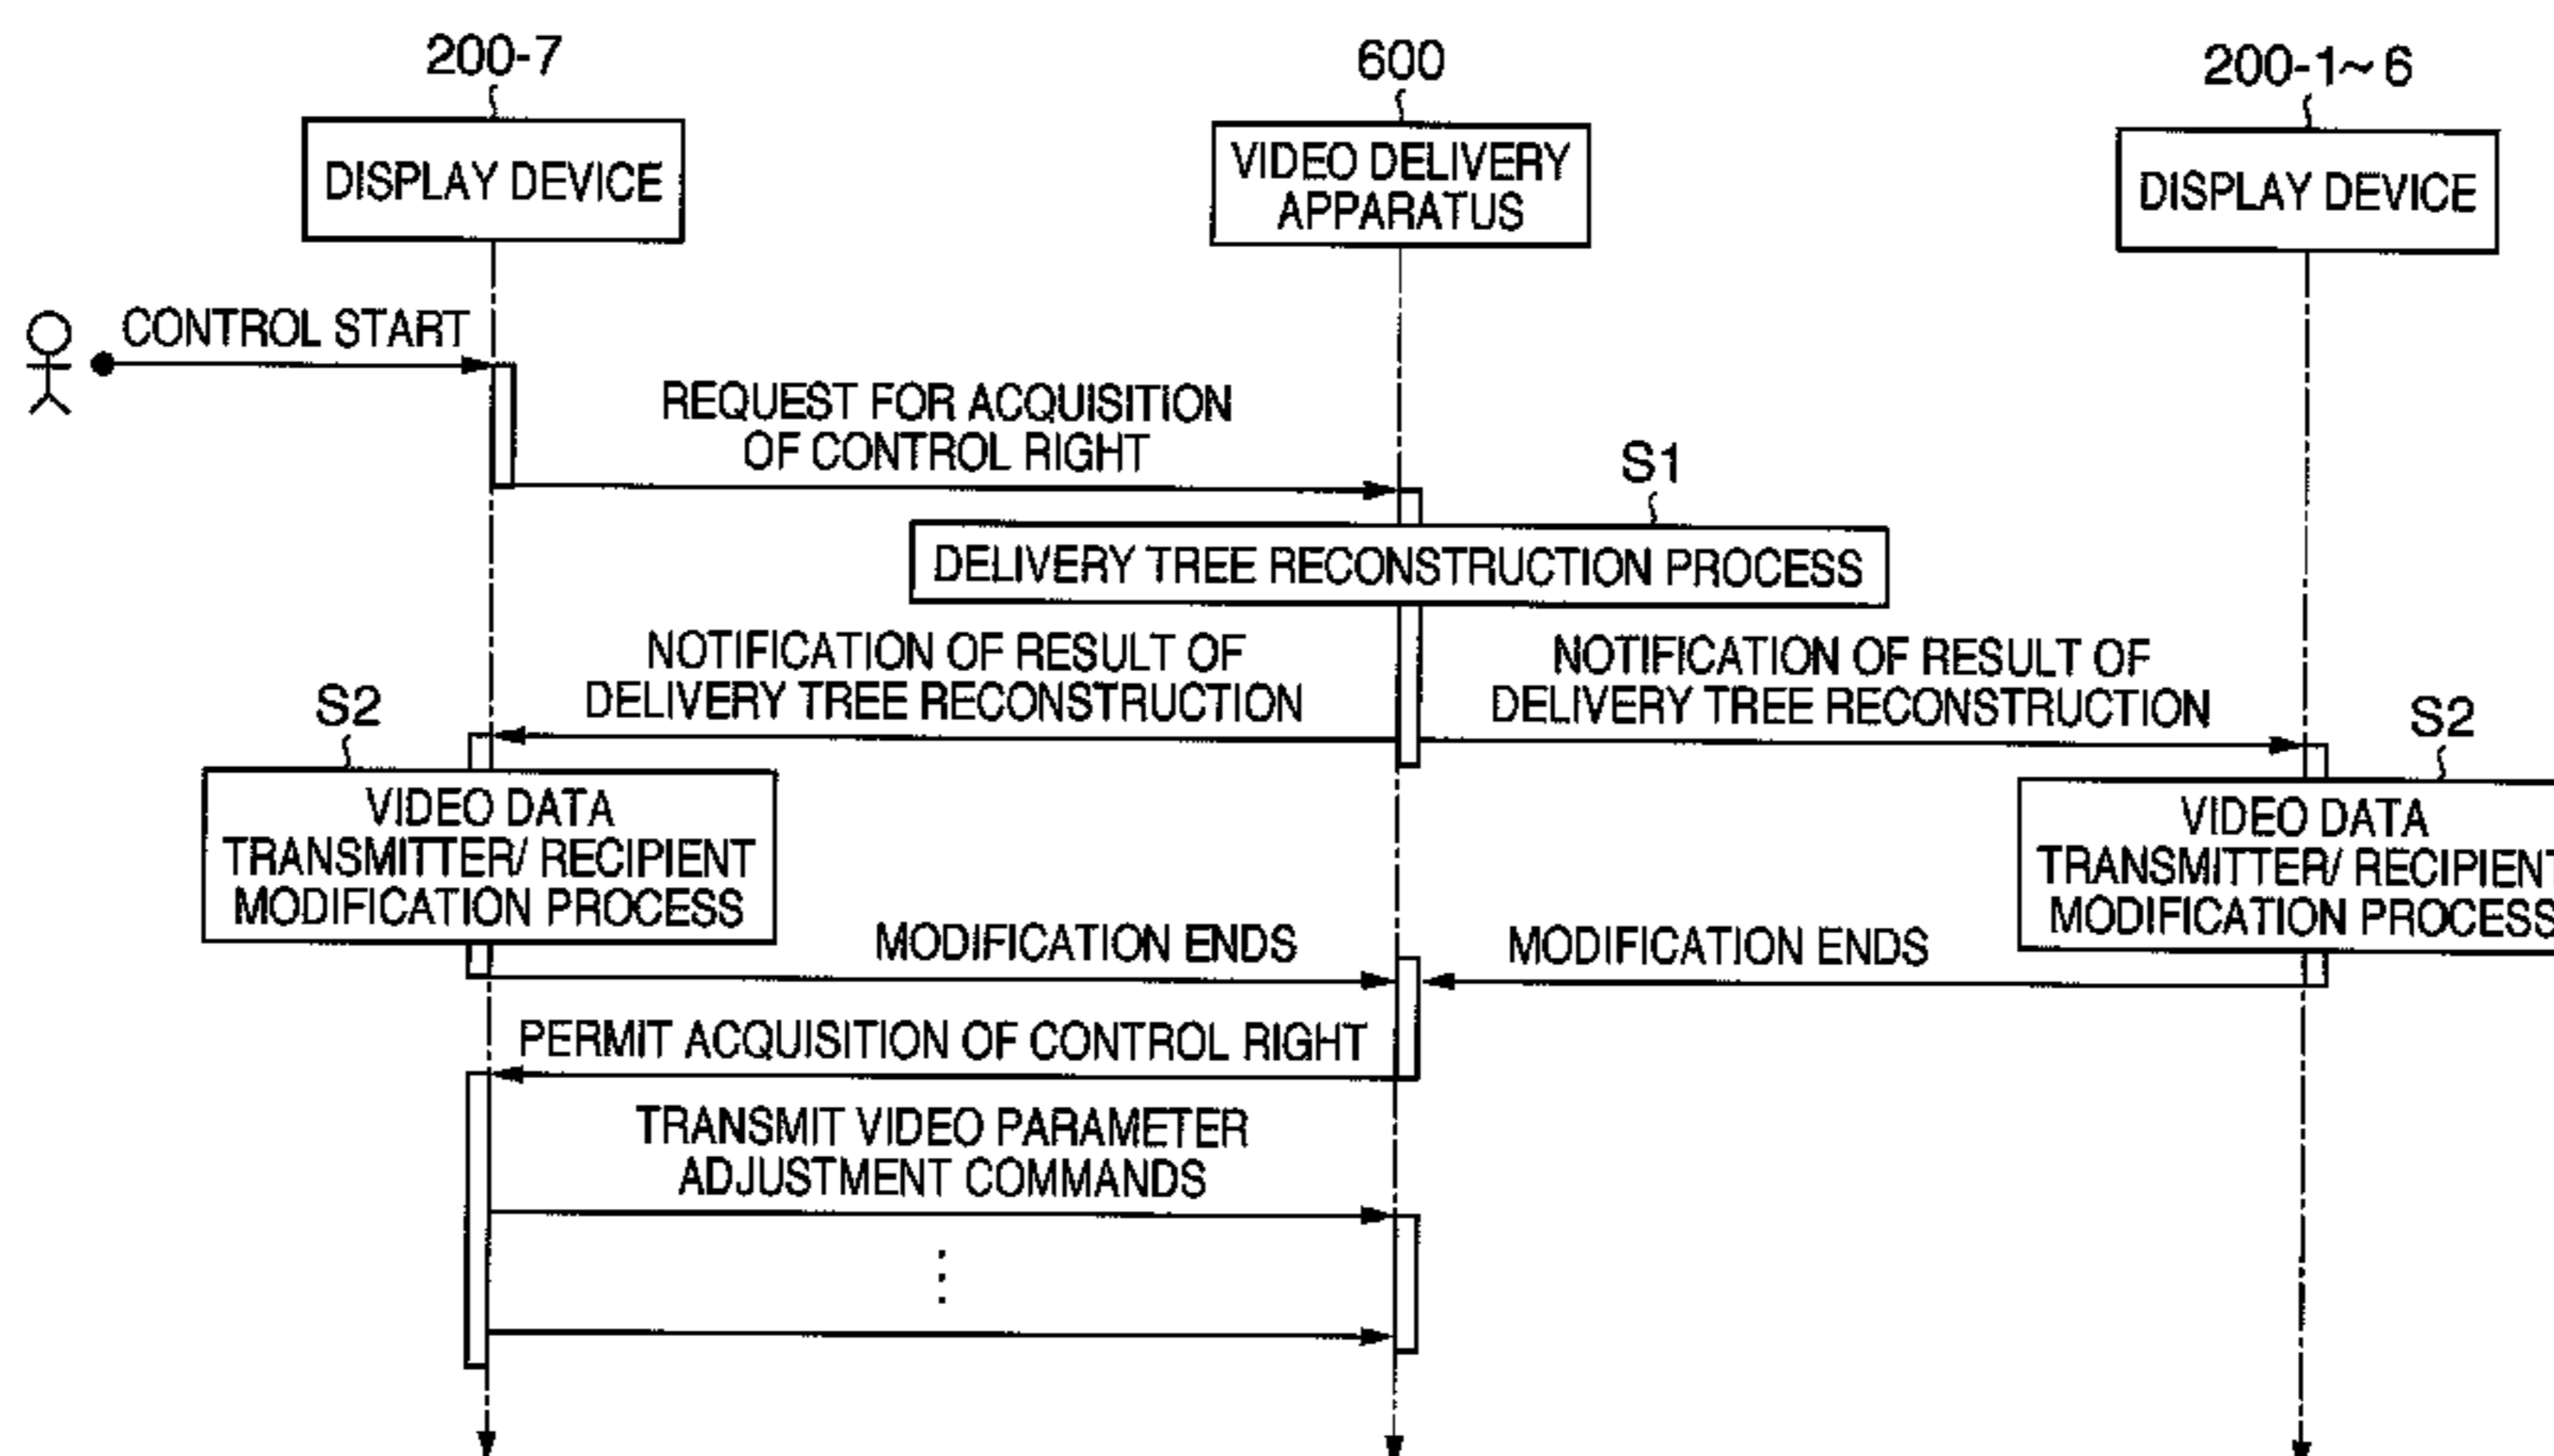 200-7
600
200-1~6
DISPLAY DEVICE
VIDEO DELIVERY
APPARATUS
DISPLAY DEVICE
CONTROL START
REQUEST FOR ACQUISITION
OF CONTROL RIGHT
S1
DELIVERY TREE RECONSTRUCTION PROCESS
NOTIFICATION OF RESULT OF
DELIVERY TREE RECONSTRUCTION
NOTIFICATION OF RESULT OF
DELIVERY TREE RECONSTRUCTION
S2
VIDEO DATA
TRANSMITTER/ RECIPIENT
MODIFICATION PROCESS
S2
VIDEO DATA
TRANSMITTER/ RECIPIENT
MODIFICATION PROCESS
MODIFICATION ENDS
MODIFICATION ENDS
PERMIT ACQUISITION OF CONTROL RIGHT
TRANSMIT VIDEO PARAMETER
ADJUSTMENT COMMANDS